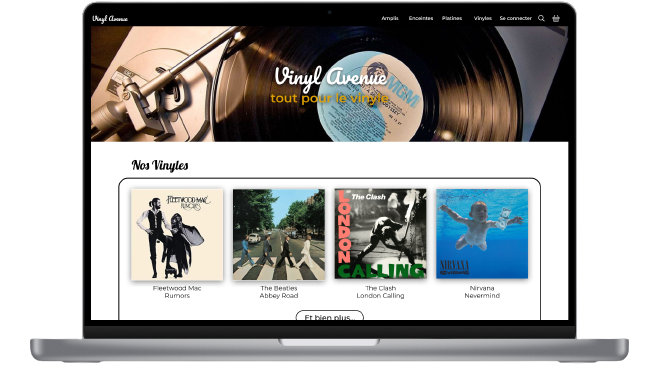 Vinyl Avenue
Amplis Enceintes Platines Vinyles Se connecter
Vinyl Avenue
tout pour le vinyle
MGM
Nos Vinyles
FLEETWOOD MAC
RUMOURS
The Clash
LONDON
CALLING
NIRVANA
Fleetwood Mac
Rumors
The Beatles
Abbey Road
The Clash
London Calling
Nirvana
Nevermind
Et bien plus...